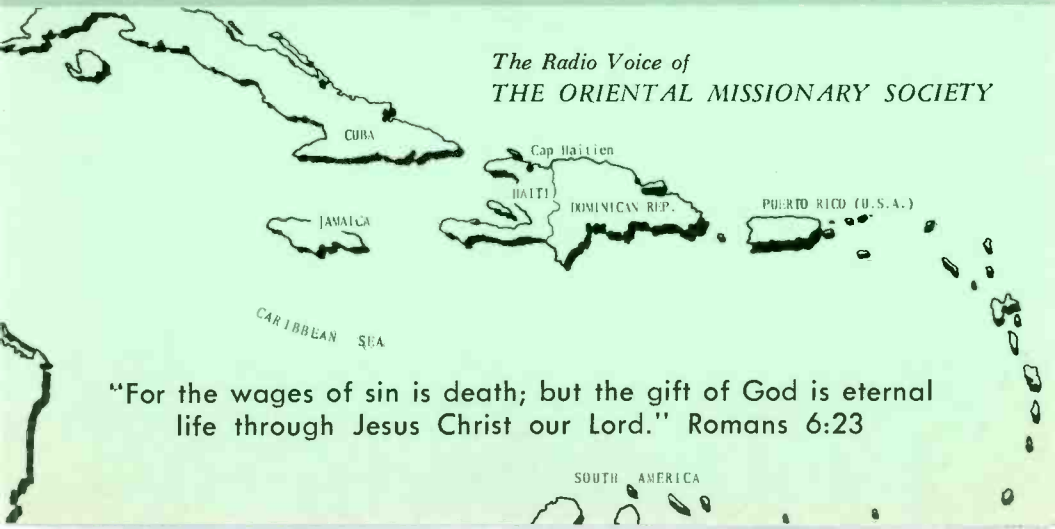 The Radio Voice of
THE ORIENTAL MISSIONARY SOCIETY
CUBA
Cap Haitien
HAITI
DOMINICAN REP.
PUERTO RICO (U.S.A.)
JAMAICA
CARIBBEAN SEA
"For the wages of sin is death; but the gift of God is eternal
life through Jesus Christ our Lord." Romans 6:23
SOUTH AMERICA